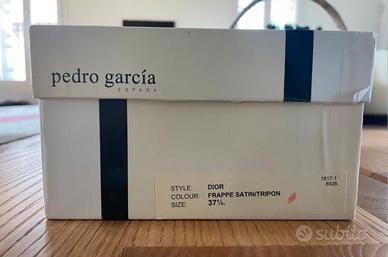 pedro garcía
ESPAÑA
1617-1
8926
STYLE: DIOR
COLOUR: FRAPPE SATIN/TRIPON
SIZE: 37½.
subito